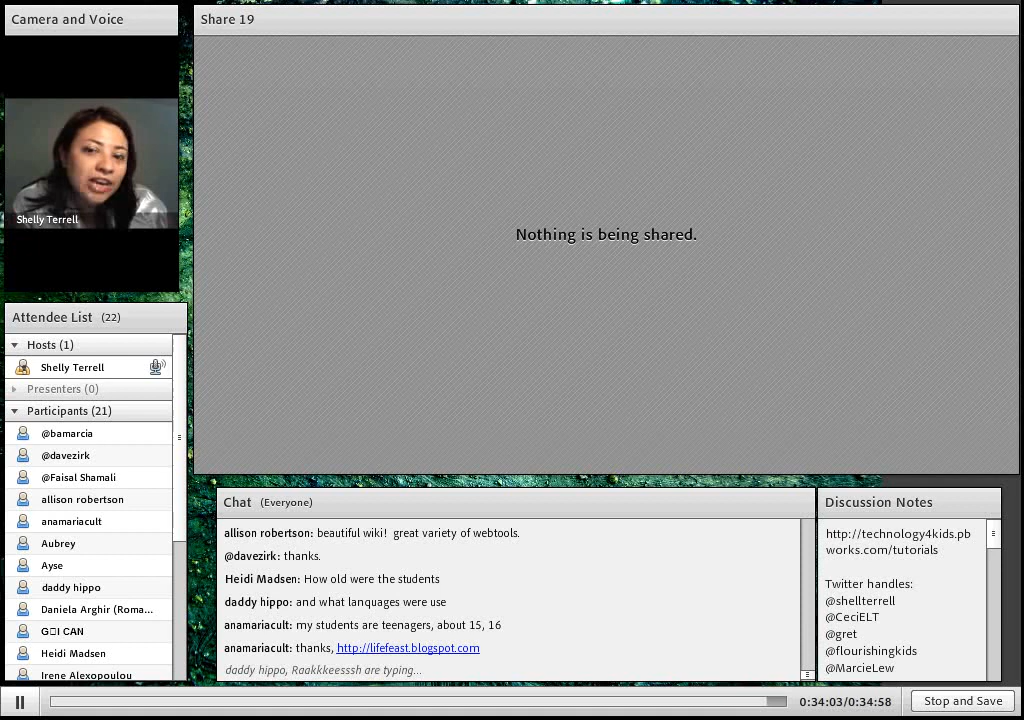 Camera and Voice
Share 19
Shelly Terrell
Nothing is being shared.
Attendee List (22)
Hosts (1)
Shelly Terrell
Presenters (0)
Participants (21)
@bamarcia
@davezirk
@Faisal Shamali
allison robertson
anamariacult
Aubrey
Ayse
daddy hippo
Daniela Arghir (Roma...
G□I CAN
Heidi Madsen
Irene Alexopoulou
Chat (Everyone)
allison robertson: beautiful wiki! great variety of webtools.
@davezirk: thanks.
Heidi Madsen: How old were the students
daddy hippo: and what lanquages were use
anamariacult: my students are teenagers, about 15, 16
anamariacult: thanks, http://lifefeast.blogspot.com
daddy hippo, Raakkkeesssh are typing...
Discussion Notes
http://technology4kids.pb
works.com/tutorials
Twitter handles:
@shellterrell
@CeciELT
@gret
@flourishingkids
@MarcieLew
0:34:03/0:34:58
Stop and Save